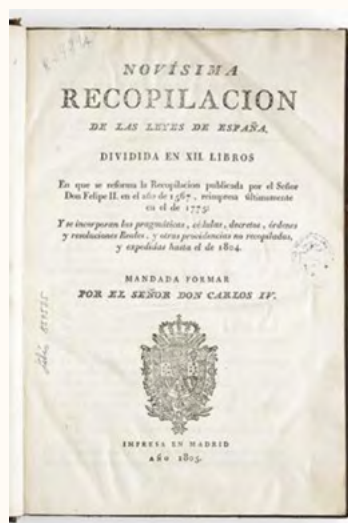 NOVÍSIMA
RECOPILACION
DE LAS LEYES DE ESPAÑA,
DIVIDIDA EN XII. LIBROS
En que se reforma la Recopilacion publicada por el Señor
Don Felipe II. en el año de 1567, reimpresa últimamente
en el de 1775:
Y se incorporan las pragmáticas, cédulas, decretos, órdenes
y resoluciones Reales, y otras providencias no recopiladas,
y expedidas hasta el de 1804.
MANDADA FORMAR
POR EL SEÑOR DON CARLOS IV.
IMPRESA EN MADRID
AÑO 1805.